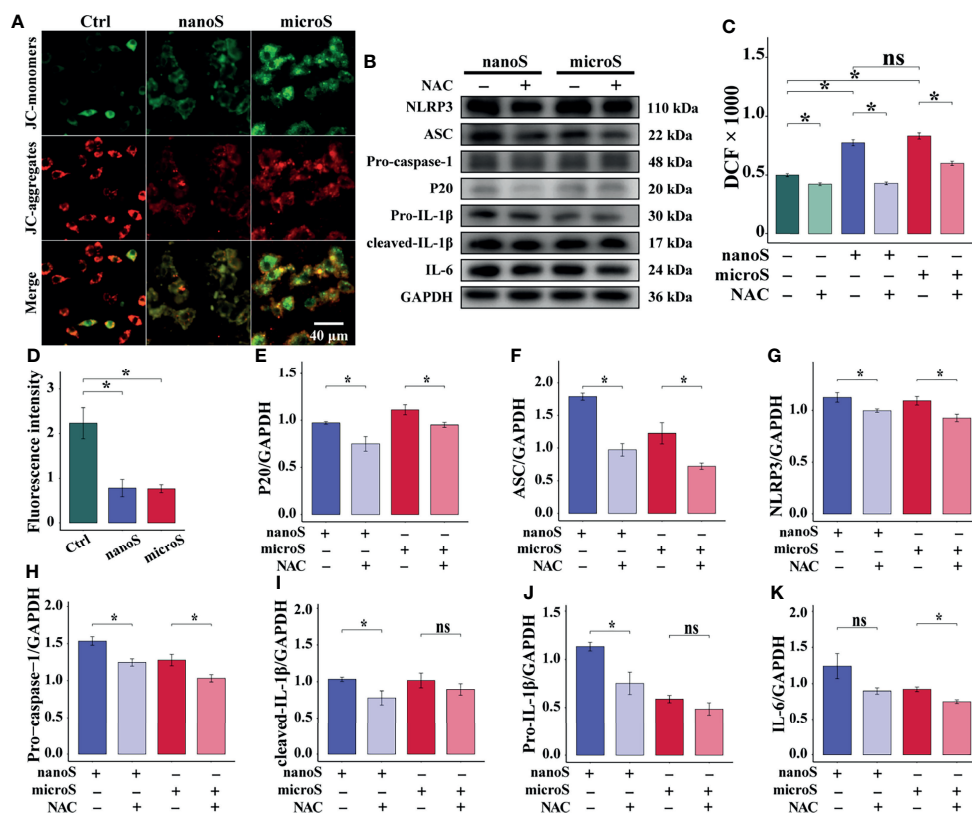 A
Ctrl nanoS microS
JC-monomers
JC-aggregates
Merge
40 µm
B
nanoS microS
NAC – + – +
NLRP3 110 kDa
ASC 22 kDa
Pro-caspase-1 48 kDa
P20 20 kDa
Pro-IL-1β 30 kDa
cleaved-IL-1β 17 kDa
IL-6 24 kDa
GAPDH 36 kDa
C
DCF × 1000
ns
*
*
* * *
1
0.5
0
nanoS – – + + – –
microS – – – – + +
NAC – + – + – +
D
Fluorescence intensity
*
*
3
2
1
0
Ctrl nanoS microS
E
P20/GAPDH
* *
1.5
1.0
0.5
0.0
nanoS + + – –
microS – – + +
NAC – + – +
F
ASC/GAPDH
* *
2.0
1.5
1.0
0.5
0.0
nanoS + + – –
microS – – + +
NAC – + – +
G
NLRP3/GAPDH
* *
1.5
1.0
0.5
0.0
nanoS + + – –
microS – – + +
NAC – + – +
H
Pro–caspase–1/GAPDH
* *
2.0
1.5
1.0
0.5
0.0
nanoS + + – –
microS – – + +
NAC – + – +
I
cleaved-IL-1β/GAPDH
* ns
1.5
1.0
0.5
0.0
nanoS + + – –
microS – – + +
NAC – + – +
J
Pro-IL-1β/GAPDH
* ns
1.5
1.0
0.5
0.0
nanoS + + – –
microS – – + +
NAC – + – +
K
IL-6/GAPDH
ns *
2.0
1.5
1.0
0.5
0.0
nanoS + + – –
microS – – + +
NAC – + – +